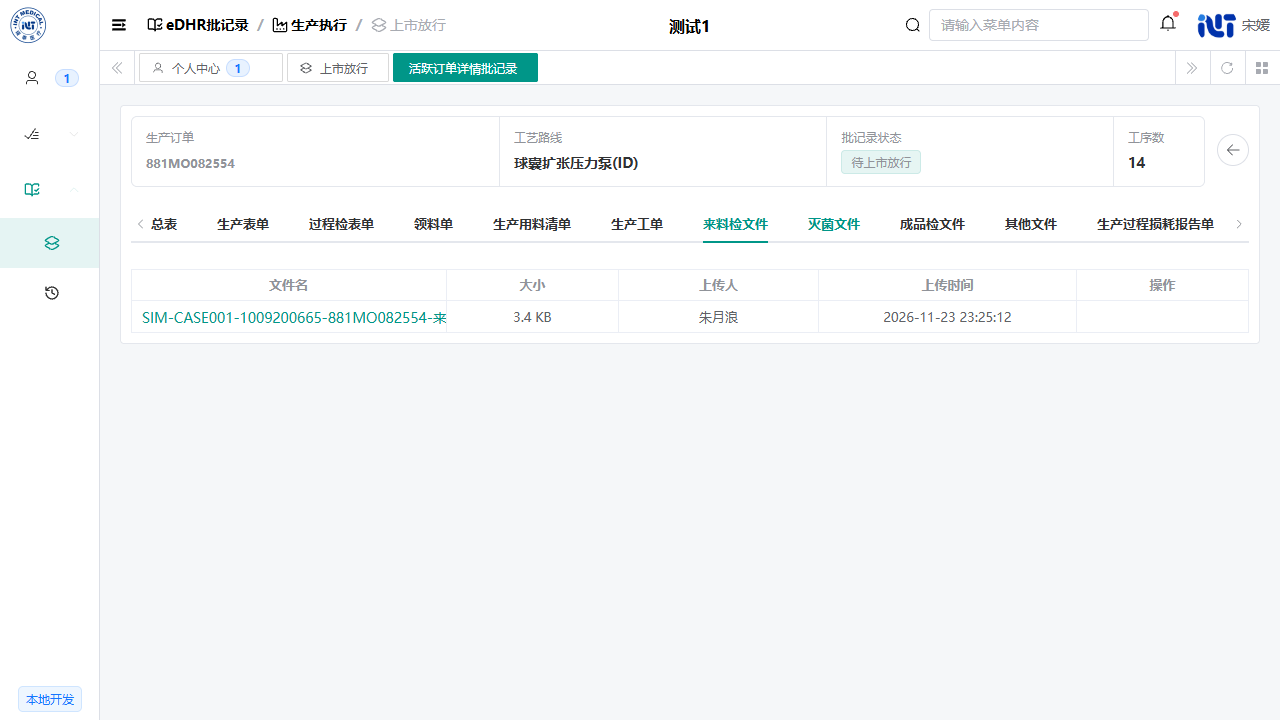 eDHR批记录 / 生产执行 / 上市放行
测试1
请输入菜单内容
宋媛
1
个人中心 1
上市放行
活跃订单详情批记录
生产订单
881MO082554
工艺路线
球囊扩张压力泵(ID)
批记录状态
待上市放行
工序数
14
总表 生产表单 过程检表单 领料单 生产用料清单 生产工单 来料检文件 灭菌文件 成品检文件 其他文件 生产过程损耗报告单
文件名 大小 上传人 上传时间 操作
SIM-CASE001-1009200665-881MO082554-来 3.4 KB 朱月浪 2026-11-23 23:25:12
本地开发